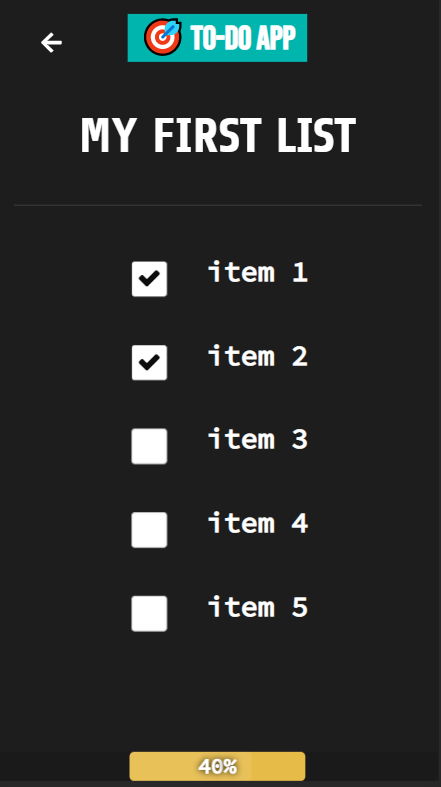 TO-DO APP
MY FIRST LIST
item 1
item 2
item 3
item 4
item 5
40%